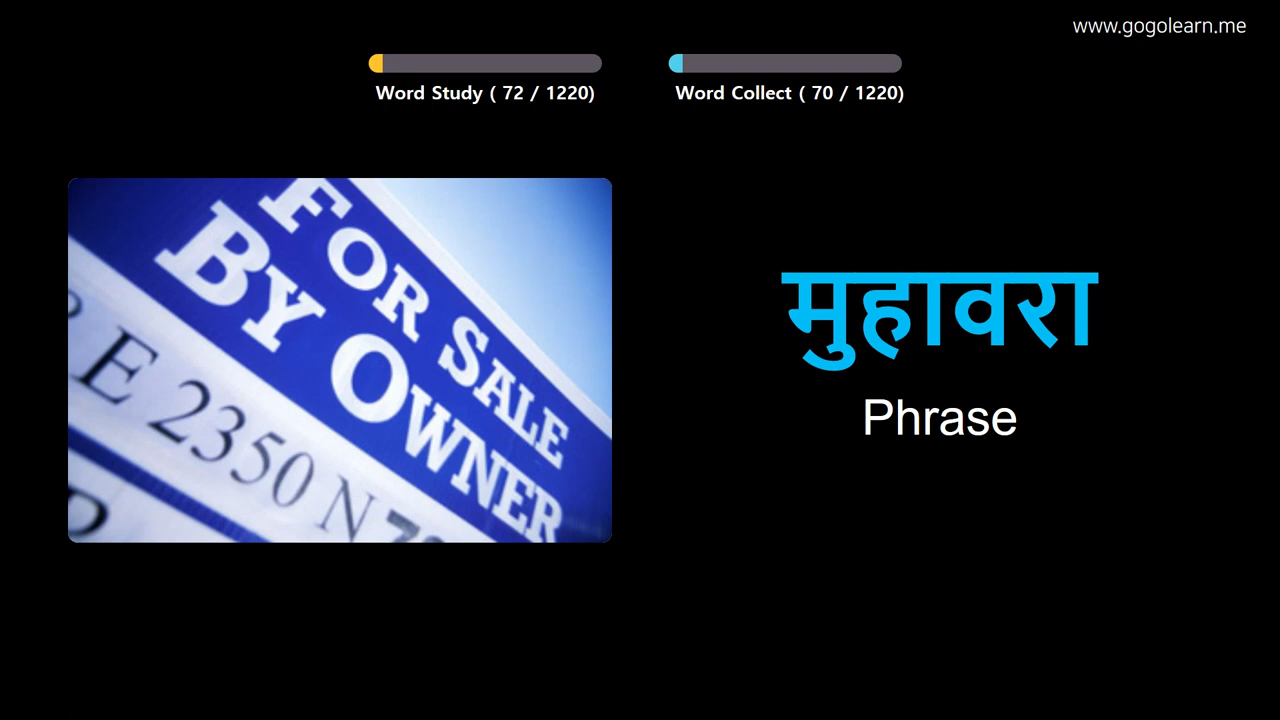 www.gogolearn.me
Word Study ( 72 / 1220)
Word Collect ( 70 / 1220)
FOR SALE
BY OWNER
E 2350 N
मुहावरा
Phrase